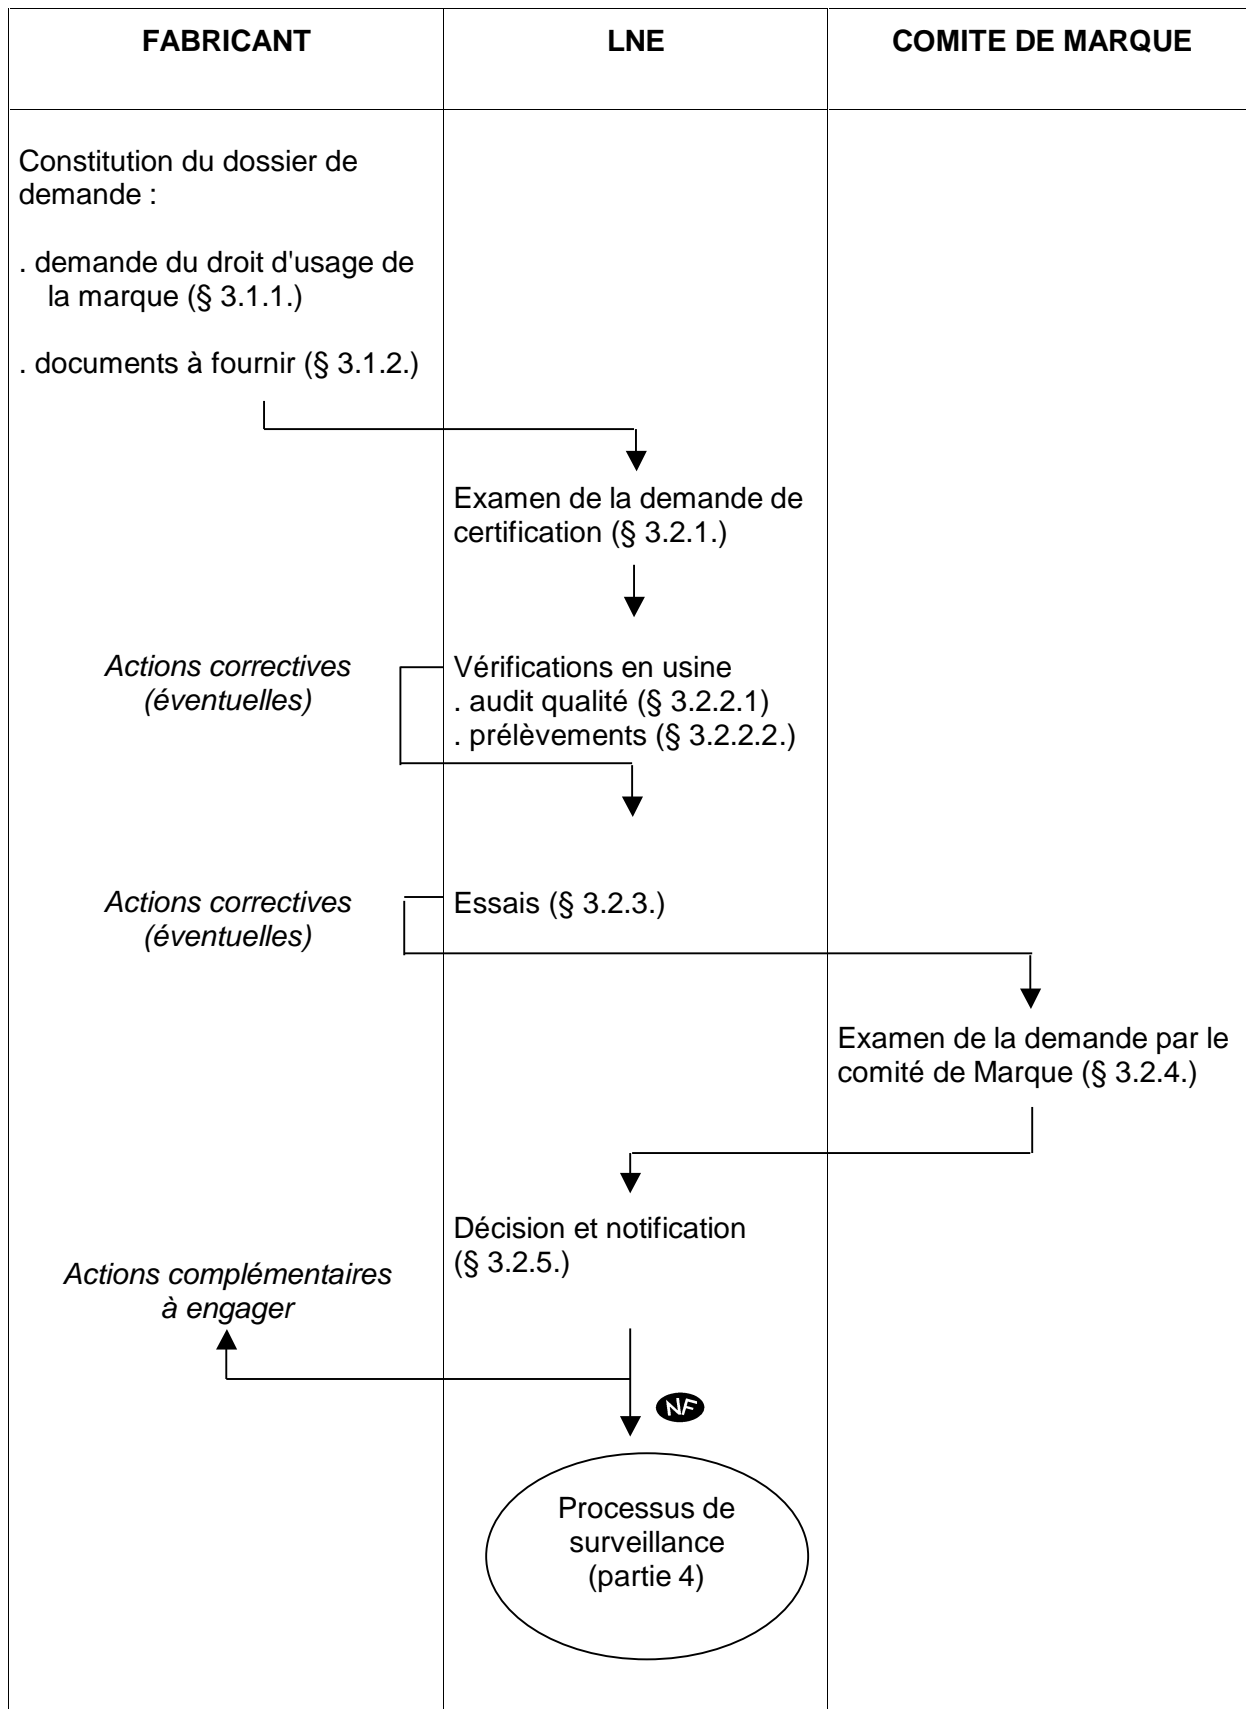 FABRICANT
LNE
COMITE DE MARQUE
Constitution du dossier de
demande :
. demande du droit d'usage de
la marque (§ 3.1.1.)
. documents à fournir (§ 3.1.2.)
Examen de la demande de
certification (§ 3.2.1.)
Actions correctives
(éventuelles)
Vérifications en usine
. audit qualité (§ 3.2.2.1)
. prélèvements (§ 3.2.2.2.)
Actions correctives
(éventuelles)
Essais (§ 3.2.3.)
Examen de la demande par le
comité de Marque (§ 3.2.4.)
Décision et notification
(§ 3.2.5.)
Actions complémentaires
à engager
NF
Processus de
surveillance
(partie 4)